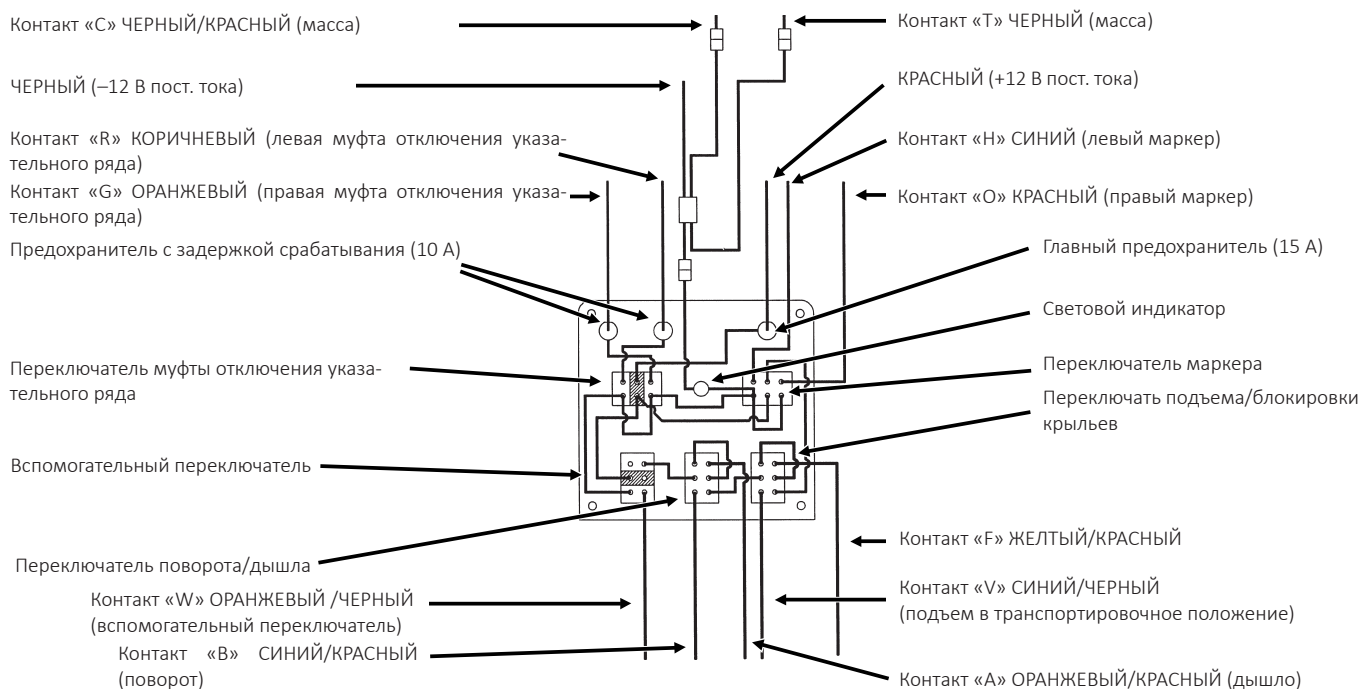 Контакт «C» ЧЕРНЫЙ/КРАСНЫЙ (масса)
ЧЕРНЫЙ (–12 В пост. тока)
Контакт «R» КОРИЧНЕВЫЙ (левая муфта отключения указа-
тельного ряда)
Контакт «G» ОРАНЖЕВЫЙ (правая муфта отключения указа-
тельного ряда)
Предохранитель с задержкой срабатывания (10 А)
Переключатель муфты отключения указа-
тельного ряда
Вспомогательный переключатель
Переключатель поворота/дышла
Контакт «W» ОРАНЖЕВЫЙ /ЧЕРНЫЙ
(вспомогательный переключатель)
Контакт «B» СИНИЙ/КРАСНЫЙ
(поворот)
Контакт «T» ЧЕРНЫЙ (масса)
КРАСНЫЙ (+12 В пост. тока)
Контакт «H» СИНИЙ (левый маркер)
Контакт «O» КРАСНЫЙ (правый маркер)
Главный предохранитель (15 А)
Световой индикатор
Переключатель маркера
Переключать подъема/блокировки
крыльев
Контакт «F» ЖЕЛТЫЙ/КРАСНЫЙ
Контакт «V» СИНИЙ/ЧЕРНЫЙ
(подъем в транспортировочное положение)
Контакт «A» ОРАНЖЕВЫЙ/КРАСНЫЙ (дышло)